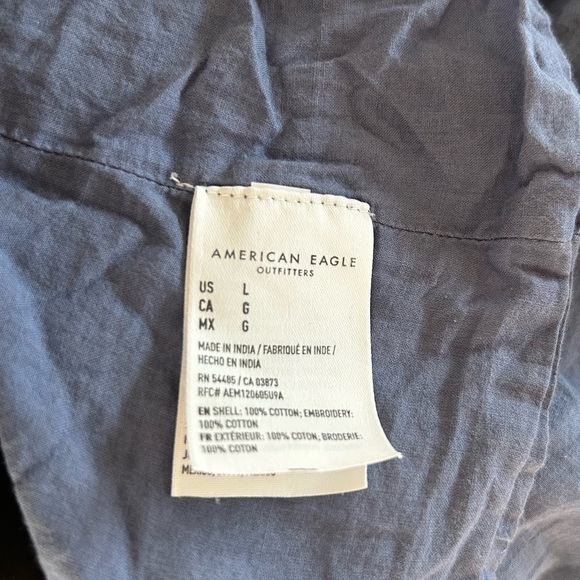 AMERICAN EAGLE
OUTFITTERS
US L
CA G
MX G
MADE IN INDIA / FABRIQUÉ EN INDE /
HECHO EN INDIA
RN 54485 / CA 03873
RFC# AEM120605U9A
EN SHELL: 100% COTTON; EMBROIDERY:
100% COTTON
FR EXTÉRIEUR: 100% COTON; BRODERIE:
100% COTON